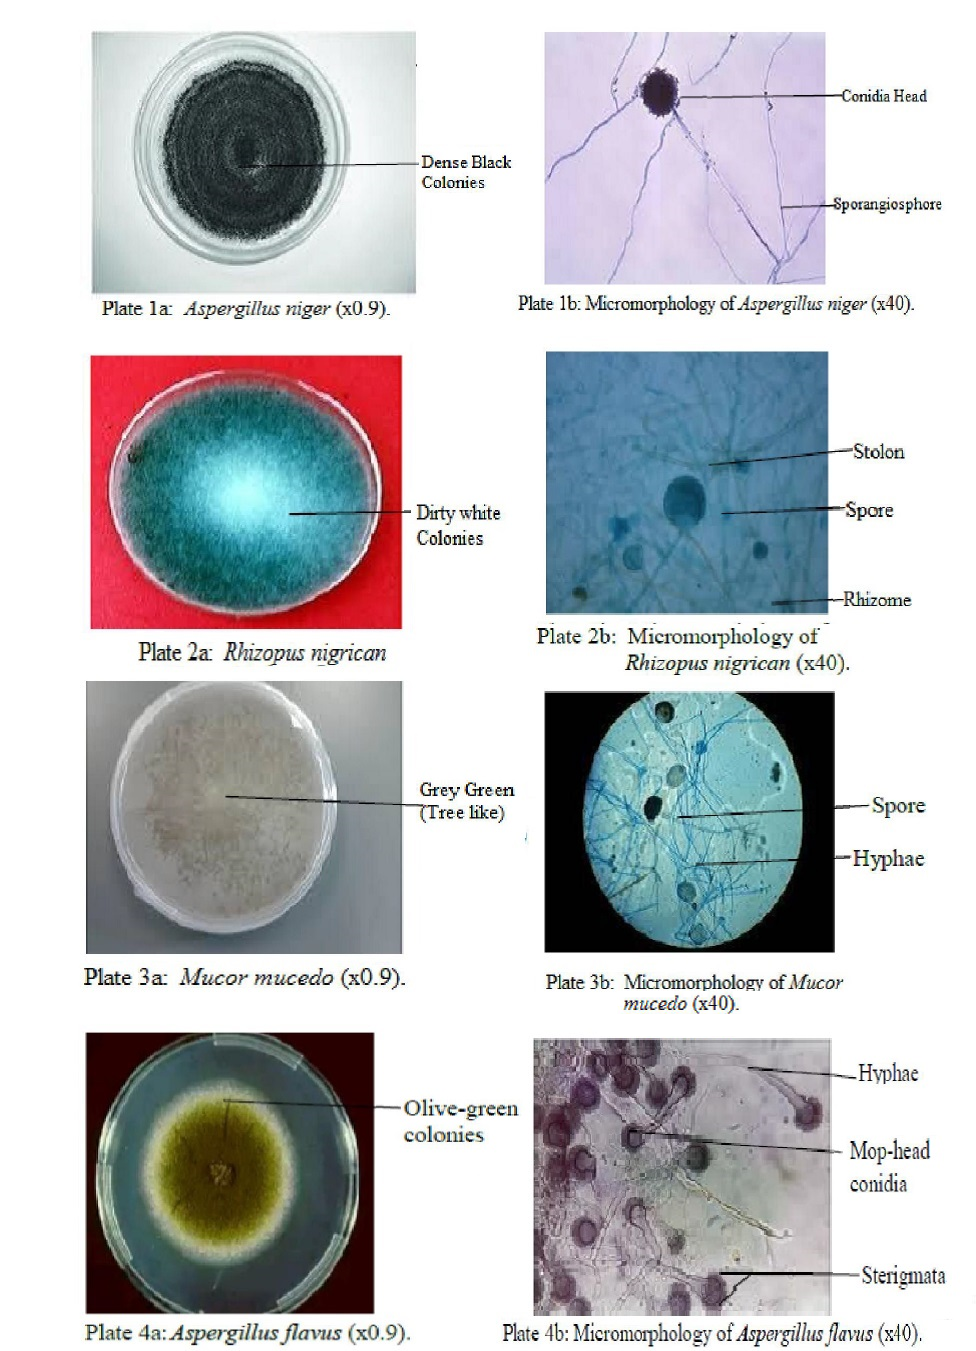 Dense Black
Colonies
Conidia Head
Sporangiosphore
Plate 1a: Aspergillus niger (x0.9).
Plate 1b: Micromorphology of Aspergillus niger (x40).
Dirty white
Colonies
Stolon
Spore
Rhizome
Plate 2a: Rhizopus nigrican
Plate 2b: Micromorphology of
Rhizopus nigrican (x40).
Grey Green
(Tree like)
Spore
Hyphae
Plate 3a: Mucor mucedo (x0.9).
Plate 3b: Micromorphology of Mucor
mucedo (x40).
Olive-green
colonies
Hyphae
Mop-head
conidia
Sterigmata
Plate 4a: Aspergillus flavus (x0.9).
Plate 4b: Micromorphology of Aspergillus flavus (x40).